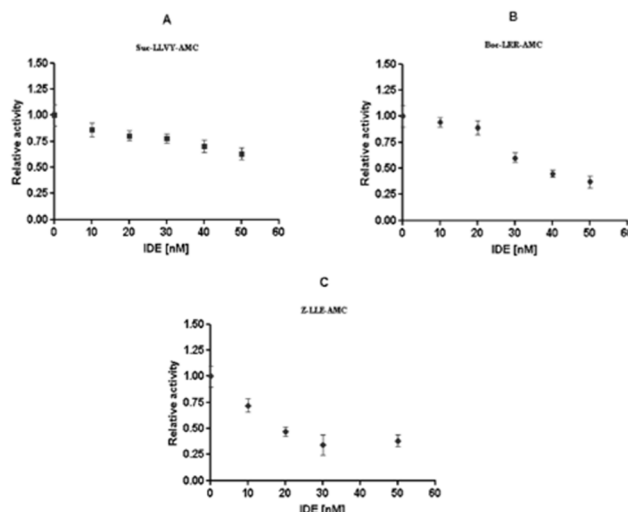 A
Suc-LLVY-AMC
1.50
1.25
1.00
0.75
0.50
0.25
0.00
0 10 20 30 40 50 60
Relative activity
IDE [nM]
B
Boc-LRR-AMC
1.50
1.25
1.00
0.75
0.50
0.25
0.00
0 10 20 30 40 50 60
Relative activity
IDE [nM]
C
Z-LLE-AMC
1.50
1.25
1.00
0.75
0.50
0.25
0.00
0 10 20 30 40 50 60
Relative activity
IDE [nM]